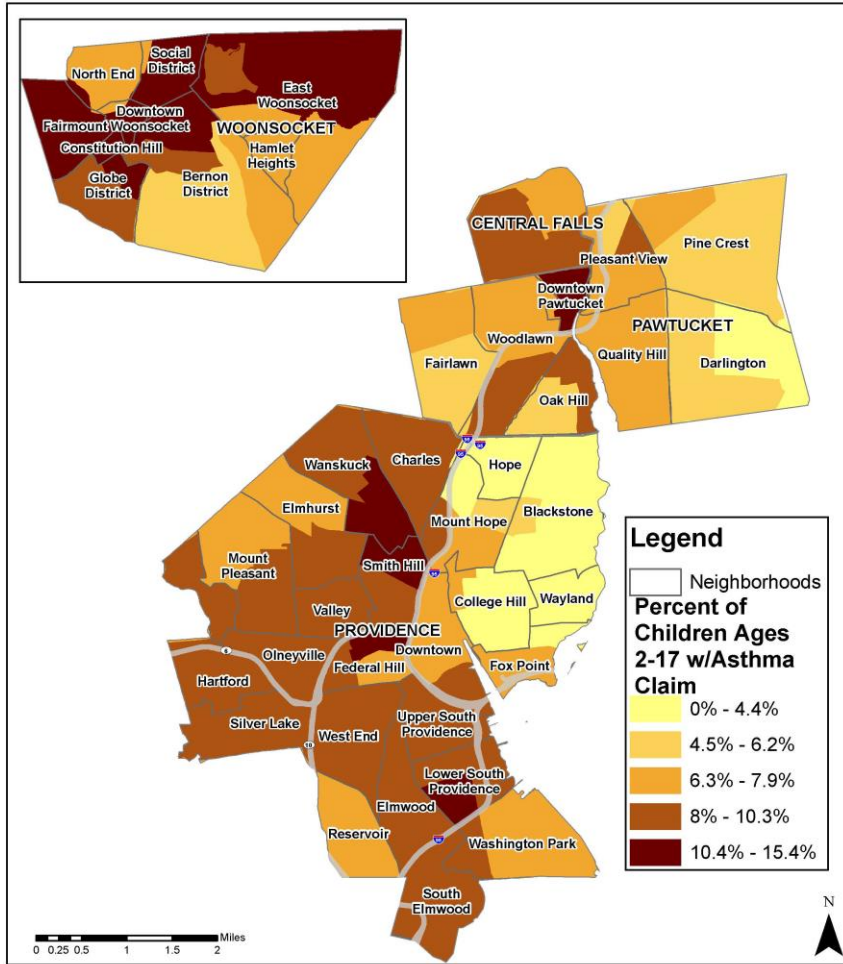 North End
Social
District
East
Woonsocket
Downtown
Fairmount Woonsocket
WOONSOCKET
Constitution Hill
Hamlet
Heights
Globe
District
Bernon
District
CENTRAL FALLS
Pine Crest
Pleasant View
Downtown
Pawtucket
PAWTUCKET
Woodlawn
Fairlawn
Quality Hill
Darlington
Oak Hill
Wanskuck
Charles
Hope
Elmhurst
Blackstone
Mount Hope
Mount
Pleasant
Smith Hill
95
Valley
College Hill
Wayland
PROVIDENCE
Olneyville
Downtown
6
Federal Hill
Fox Point
Hartford
Silver Lake
West End
Upper South
Providence
10
Lower South
Providence
Elmwood
Reservoir
Washington Park
South
Elmwood
Legend
Neighborhoods
Percent of
Children Ages
2-17 w/Asthma
Claim
0% - 4.4%
4.5% - 6.2%
6.3% - 7.9%
8% - 10.3%
10.4% - 15.4%
N
Miles
0 0.25 0.5 1 1.5 2